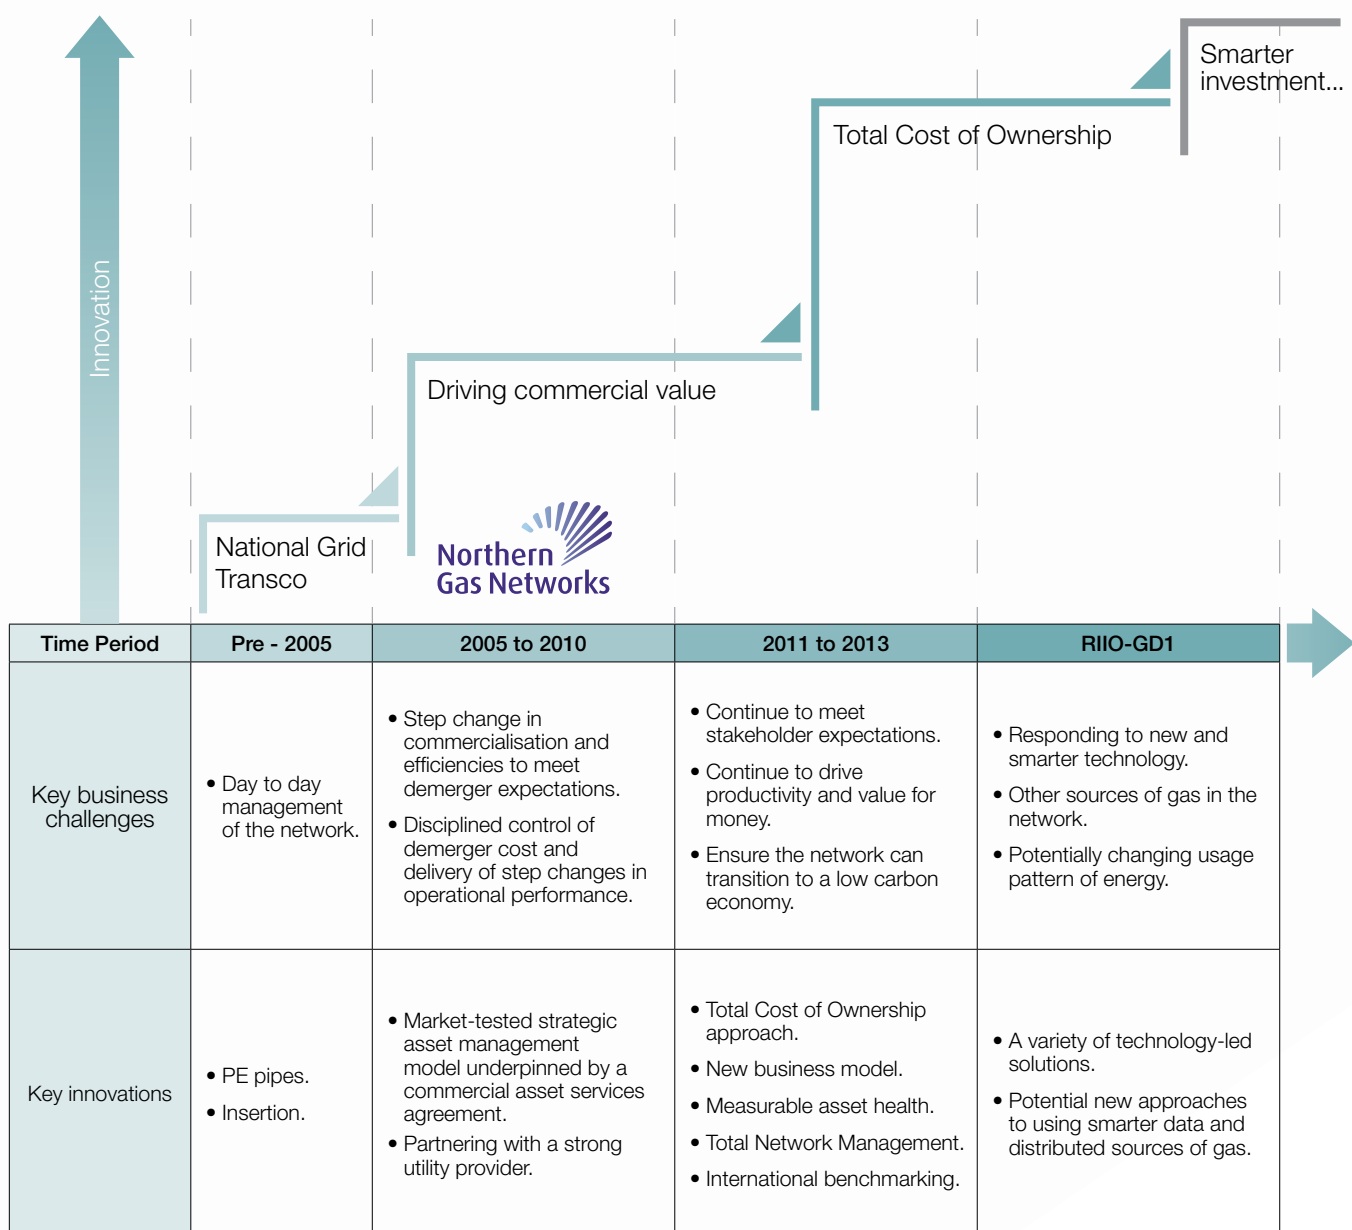 Innovation
Smarter
investment...
Total Cost of Ownership
Driving commercial value
National Grid
Transco
Northern
Gas Networks
Time Period
Pre - 2005
2005 to 2010
2011 to 2013
RIIO-GD1
Key business
challenges
• Day to day
management
of the network.
• Step change in
commercialisation and
efficiencies to meet
demerger expectations.
• Disciplined control of
demerger cost and
delivery of step changes in
operational performance.
• Continue to meet
stakeholder expectations.
• Continue to drive
productivity and value for
money.
• Ensure the network can
transition to a low carbon
economy.
• Responding to new and
smarter technology.
• Other sources of gas in the
network.
• Potentially changing usage
pattern of energy.
Key innovations
• PE pipes.
• Insertion.
• Market-tested strategic
asset management
model underpinned by a
commercial asset services
agreement.
• Partnering with a strong
utility provider.
• Total Cost of Ownership
approach.
• New business model.
• Measurable asset health.
• Total Network Management.
• International benchmarking.
• A variety of technology-led
solutions.
• Potential new approaches
to using smarter data and
distributed sources of gas.